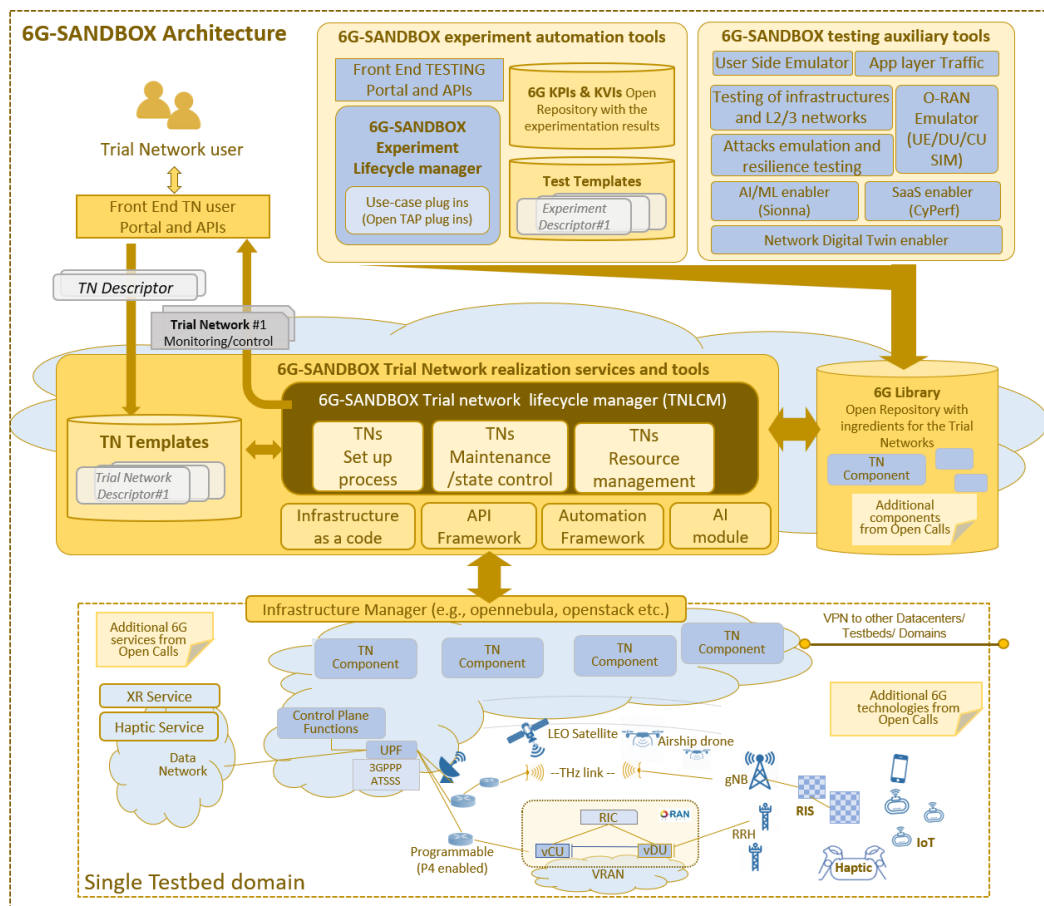 6G-SANDBOX Architecture
Trial Network user
Front End TN user
Portal and APIs
TN Descriptor
Trial Network #1
Monitoring/control
6G-SANDBOX experiment automation tools
Front End TESTING
Portal and APIs
6G-SANDBOX
Experiment
Lifecycle manager
Use-case plug ins
(Open TAP plug ins)
6G KPIs & KVIs Open
Repository with the
experimentation results
Test Templates
Experiment
Descriptor#1
6G-SANDBOX testing auxiliary tools
User Side Emulator
App layer Traffic
Testing of infrastructures
and L2/3 networks
O-RAN
Emulator
(UE/DU/CU
SIM)
Attacks emulation and
resilience testing
AI/ML enabler
(Sionna)
SaaS enabler
(CyPerf)
Network Digital Twin enabler
6G-SANDBOX Trial Network realization services and tools
6G-SANDBOX Trial network lifecycle manager (TNLCM)
TNs
Set up
process
TNs
Maintenance
/state control
TNs
Resource
management
TN Templates
Trial Network
Descriptor#1
Infrastructure
as a code
API
Framework
Automation
Framework
AI
module
6G Library
Open Repository with
ingredients for the Trial
Networks
TN
Component
Additional
components
from Open Calls
Infrastructure Manager (e.g., opennebula, openstack etc.)
Additional 6G
services from
Open Calls
TN
Component
TN
Component
TN
Component
TN
Component
VPN to other Datacenters/
Testbeds/ Domains
XR Service
Haptic Service
Data
Network
Control Plane
Functions
UPF
3GPPP
ATSSS
LEO Satellite
Airship drone
Additional 6G
technologies from
Open Calls
--THz link --
gNB
RIS
IoT
Haptic
RIC
RAN
vCU
vDU
VRAN
RRH
Programmable
(P4 enabled)
Single Testbed domain